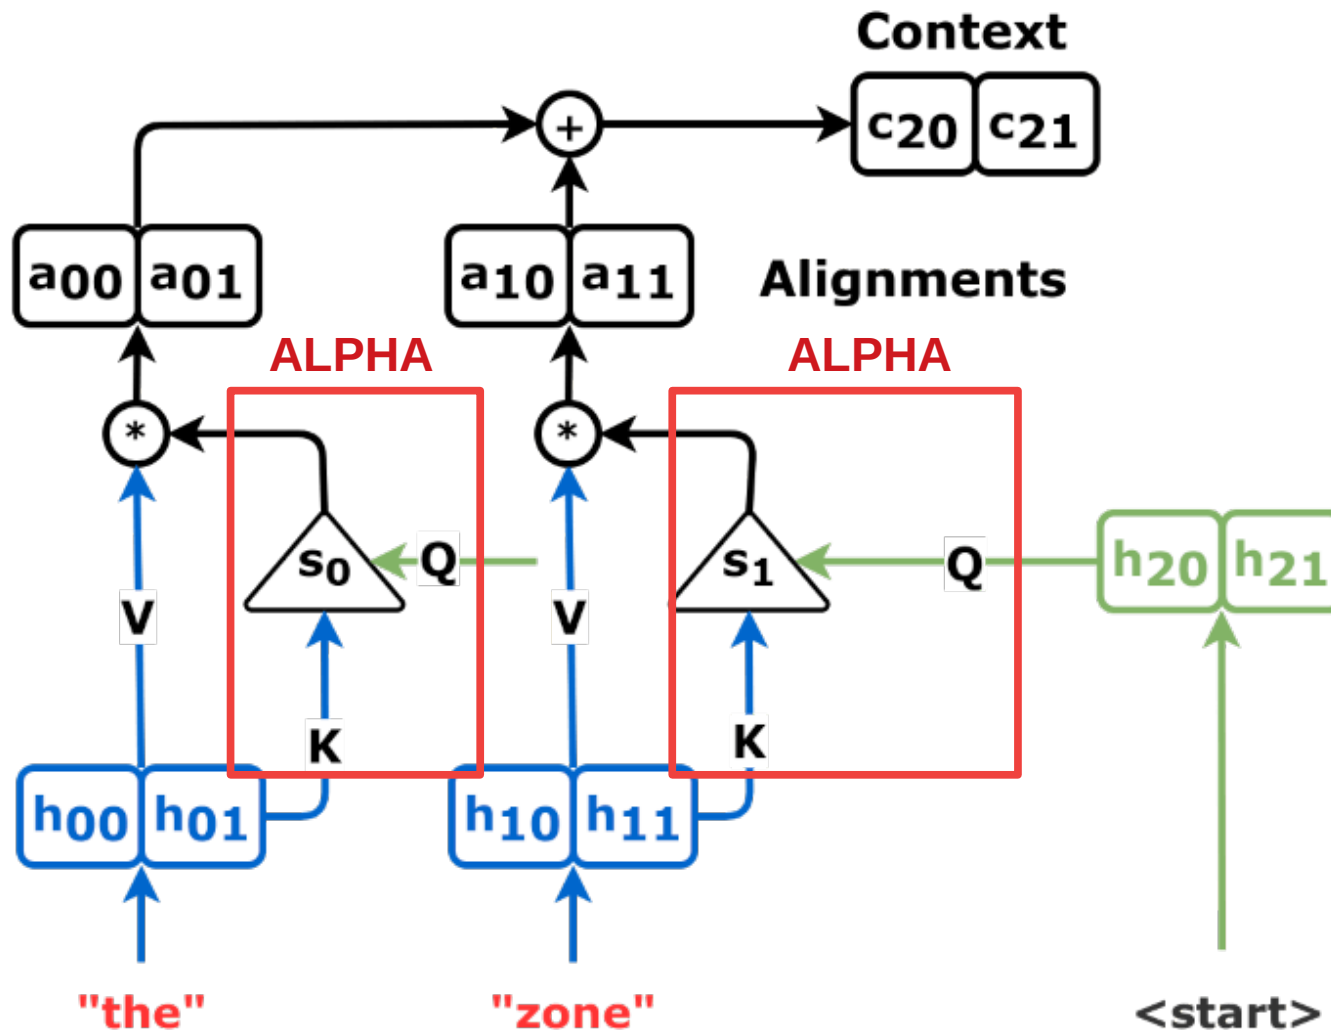 Context
c20 c21
+
a00 a01 a10 a11 Alignments
ALPHA ALPHA
* *
s0 Q s1 Q h20 h21
V V
K K
h00 h01 h10 h11
"the" "zone" <start>